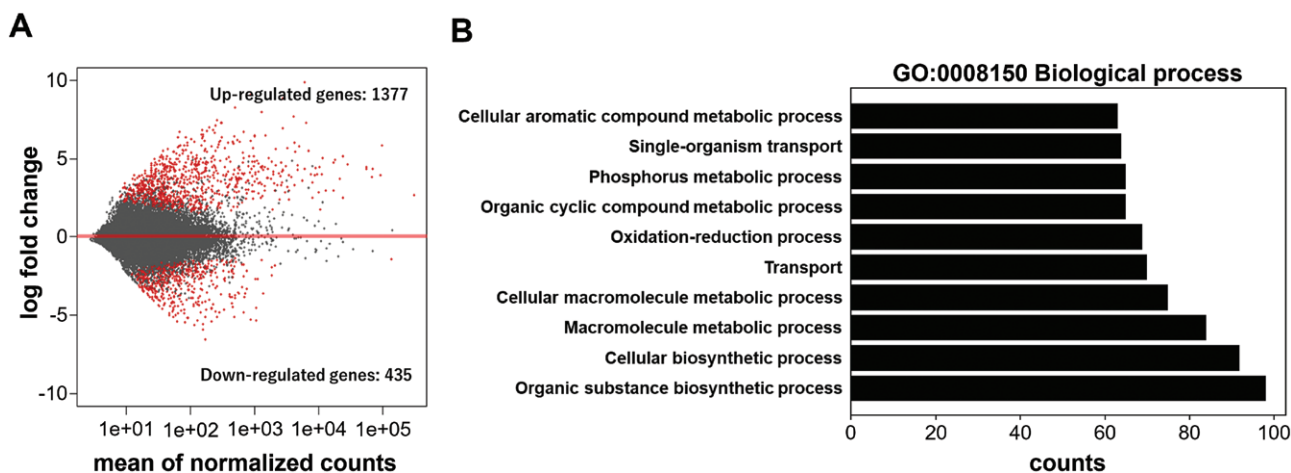 A
10
5
0
-5
-10
log fold change
Up-regulated genes: 1377
Down-regulated genes: 435
1e+01 1e+02 1e+03 1e+04 1e+05
mean of normalized counts
B
GO:0008150 Biological process
Cellular aromatic compound metabolic process
Single-organism transport
Phosphorus metabolic process
Organic cyclic compound metabolic process
Oxidation-reduction process
Transport
Cellular macromolecule metabolic process
Macromolecule metabolic process
Cellular biosynthetic process
Organic substance biosynthetic process
0 20 40 60 80 100
counts